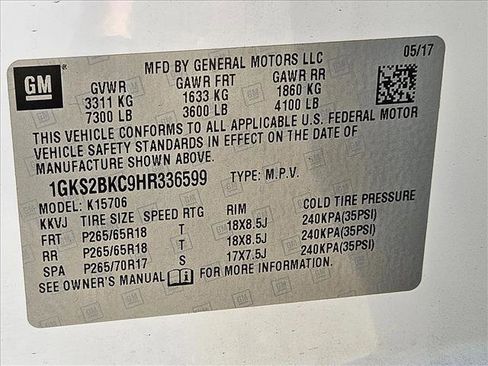 GM
MFD BY GENERAL MOTORS LLC 05/17
GVWR GAWR FRT GAWR RR
3311 KG 1633 KG 1860 KG
7300 LB 3600 LB 4100 LB
THIS VEHICLE CONFORMS TO ALL APPLICABLE U.S. FEDERAL MOTOR
VEHICLE SAFETY STANDARDS IN EFFECT ON THE DATE OF
MANUFACTURE SHOWN ABOVE.
1GKS2BKC9HR336599 TYPE: M.P.V.
MODEL: K15706
KKVJ TIRE SIZE SPEED RTG RIM COLD TIRE PRESSURE
FRT P265/65R18 T 18X8.5J 240KPA(35PSI)
RR P265/65R18 T 18X8.5J 240KPA(35PSI)
SPA P265/70R17 S 17X7.5J 240KPA(35PSI)
SEE OWNER'S MANUAL FOR MORE INFORMATION.